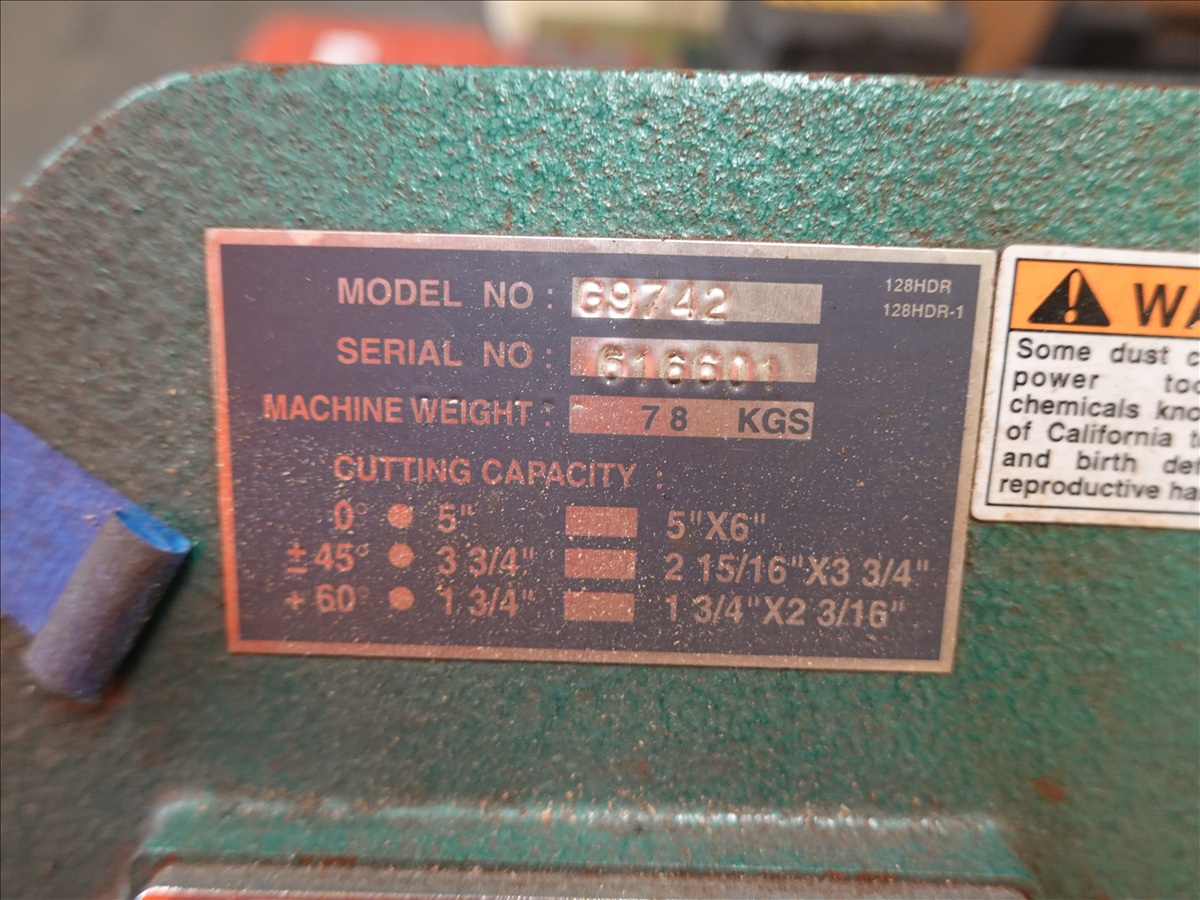 MODEL NO : G9742
128HDR
128HDR-1
SERIAL NO : 616601
MACHINE WEIGHT : 78 KGS
CUTTING CAPACITY :
0° ● 5" ▬ 5"X6"
±45° ● 3 3/4" ▬ 2 15/16"X3 3/4"
+60° ● 1 3/4" ▬ 1 3/4"X2 3/16"
WA
Some dust c
power too
chemicals kno
of California t
and birth def
reproductive ha